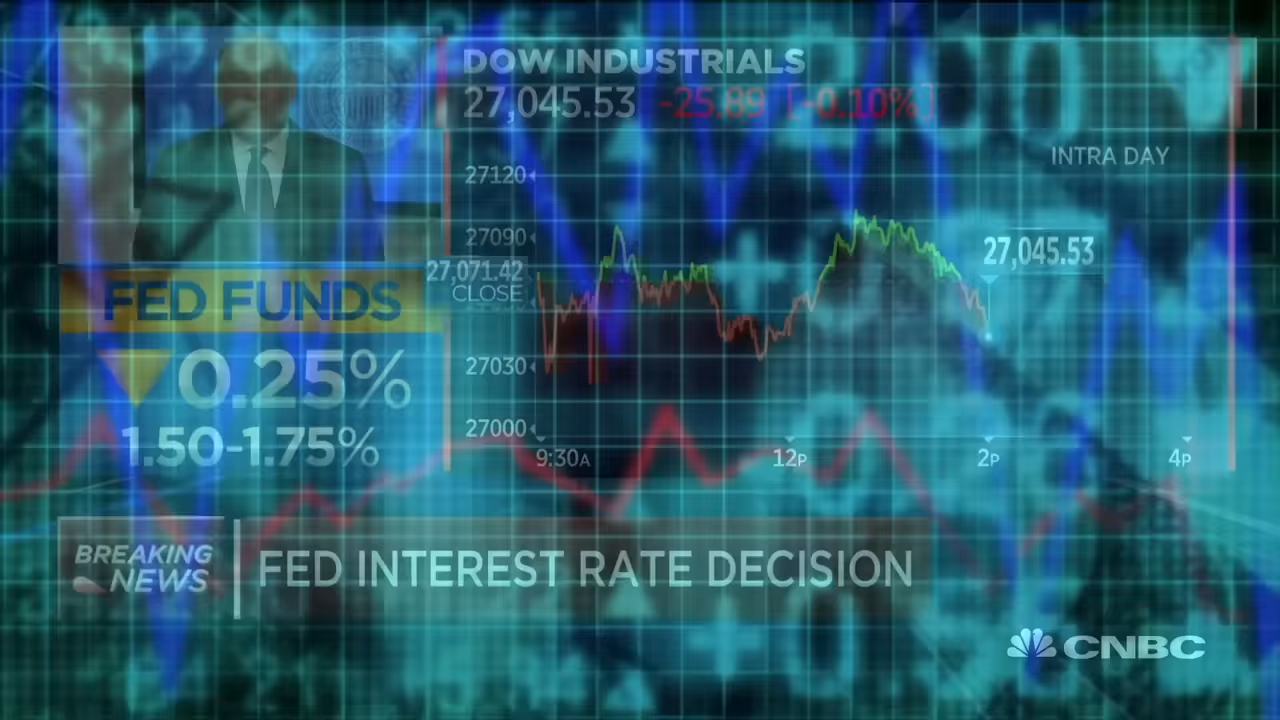 DOW INDUSTRIALS
27,045.53 -25.89 [-0.10%]
INTRA DAY
27120
27090
27,071.42
CLOSE
27030
27000
27,045.53
9:30A 12P 2P 4P
FED FUNDS
0.25%
1.50-1.75%
BREAKING
NEWS
FED INTEREST RATE DECISION
CNBC